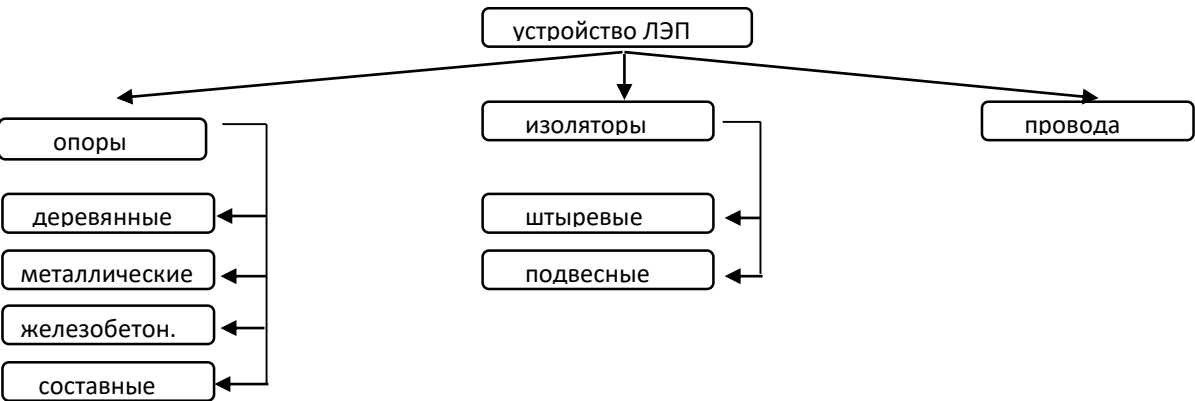 устройство ЛЭП
опоры
изоляторы
провода
деревянные
штыревые
металлические
подвесные
железобетон.
составные